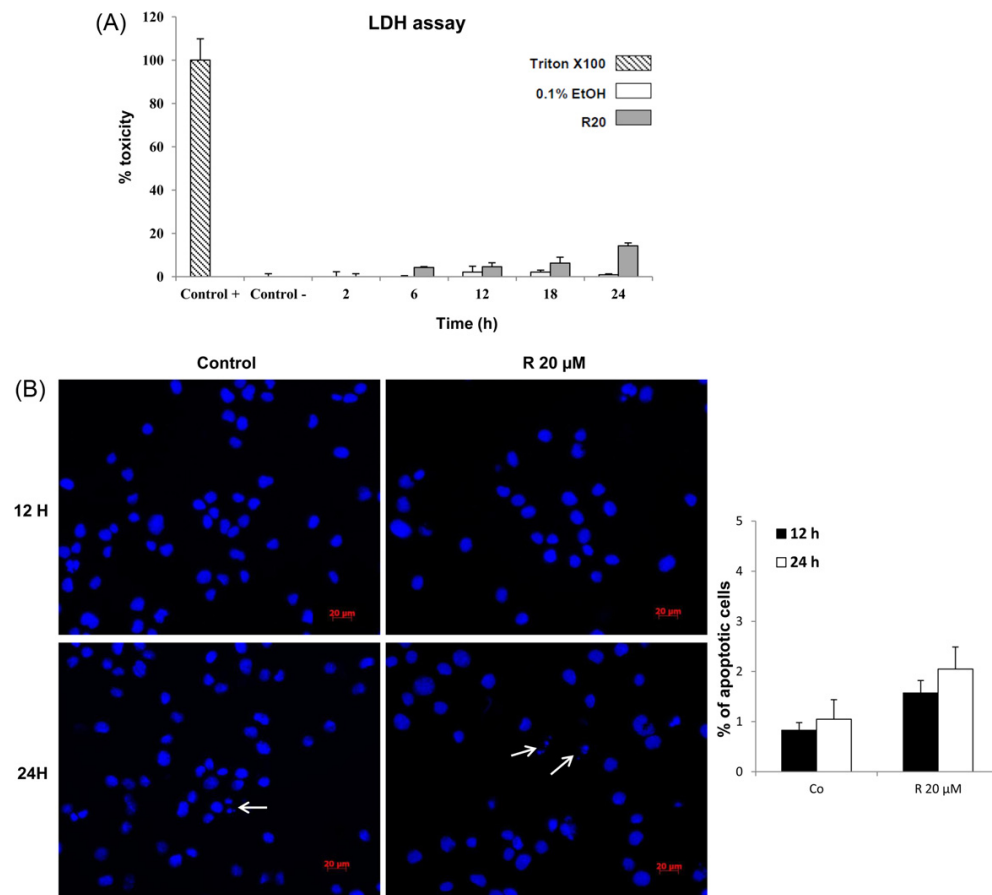 (A)
LDH assay
120
100
80
60
40
20
0
% toxicity
Triton X100
0.1% EtOH
R20
Control +
Control -
2
6
12
18
24
Time (h)
(B)
Control
R 20 µM
12 H
20 µm
20 µm
24H
20 µm
20 µm
5
4
3
2
1
0
% of apoptotic cells
12 h
24 h
Co
R 20 µM